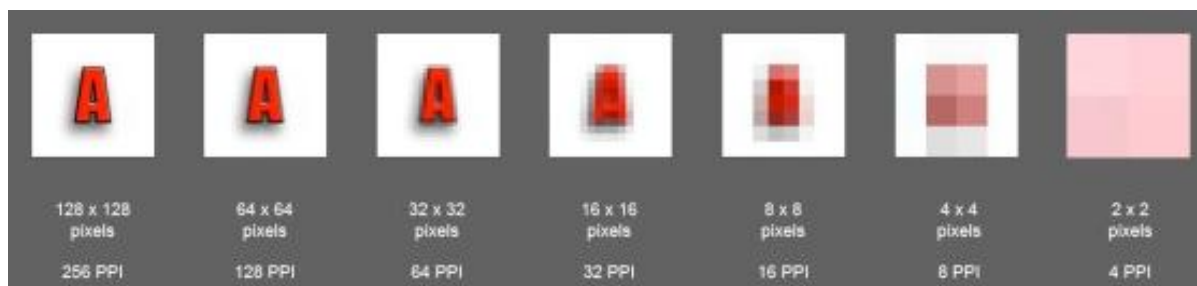 A A A A A
128 x 128 64 x 64 32 x 32 16 x 16 8 x 8 4 x 4 2 x 2
pixels pixels pixels pixels pixels pixels pixels
256 PPI 128 PPI 64 PPI 32 PPI 16 PPI 8 PPI 4 PPI